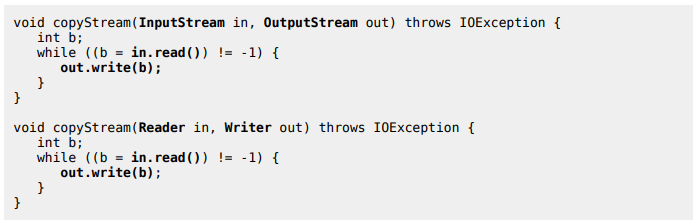 void copyStream(InputStream in, OutputStream out) throws IOException {
   int b;
   while ((b = in.read()) != -1) {
      out.write(b);
   }
}

void copyStream(Reader in, Writer out) throws IOException {
   int b;
   while ((b = in.read()) != -1) {
      out.write(b);
   }
}